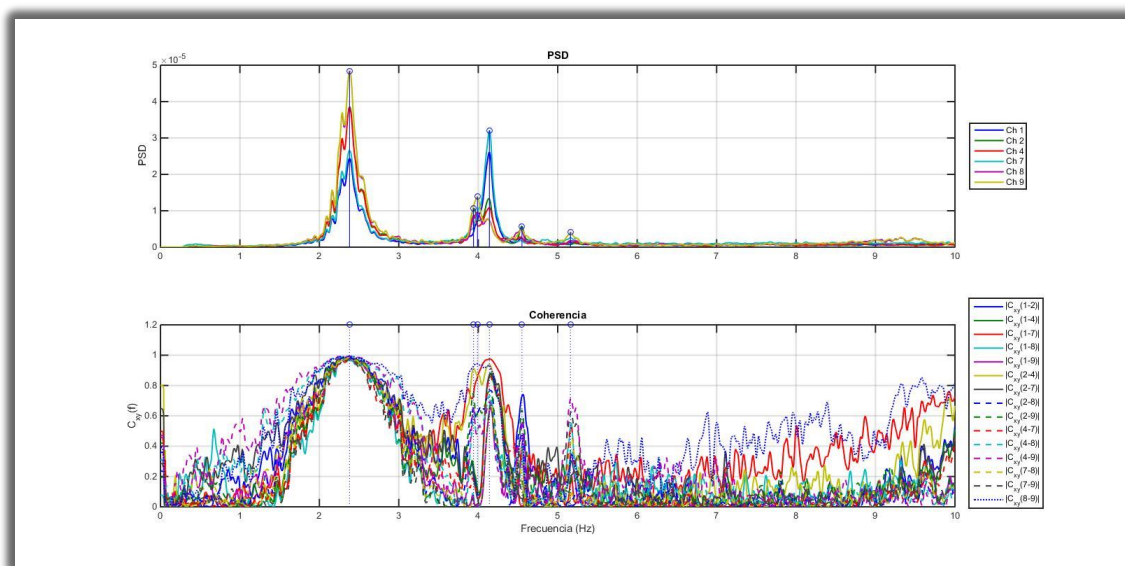 PSD
×10⁻⁵
5
4
3
2
1
0
PSD
0 1 2 3 4 5 6 7 8 9 10
Ch 1
Ch 2
Ch 4
Ch 7
Ch 8
Ch 9
Coherencia
1.2
1
0.8
0.6
0.4
0.2
0
C_xy(f)
0 1 2 3 4 5 6 7 8 9 10
Frecuencia (Hz)
|C_xy(1-2)|
|C_xy(1-4)|
|C_xy(1-7)|
|C_xy(1-8)|
|C_xy(1-9)|
|C_xy(2-4)|
|C_xy(2-7)|
|C_xy(2-8)|
|C_xy(2-9)|
|C_xy(4-7)|
|C_xy(4-8)|
|C_xy(4-9)|
|C_xy(7-8)|
|C_xy(7-9)|
|C_xy(8-9)|